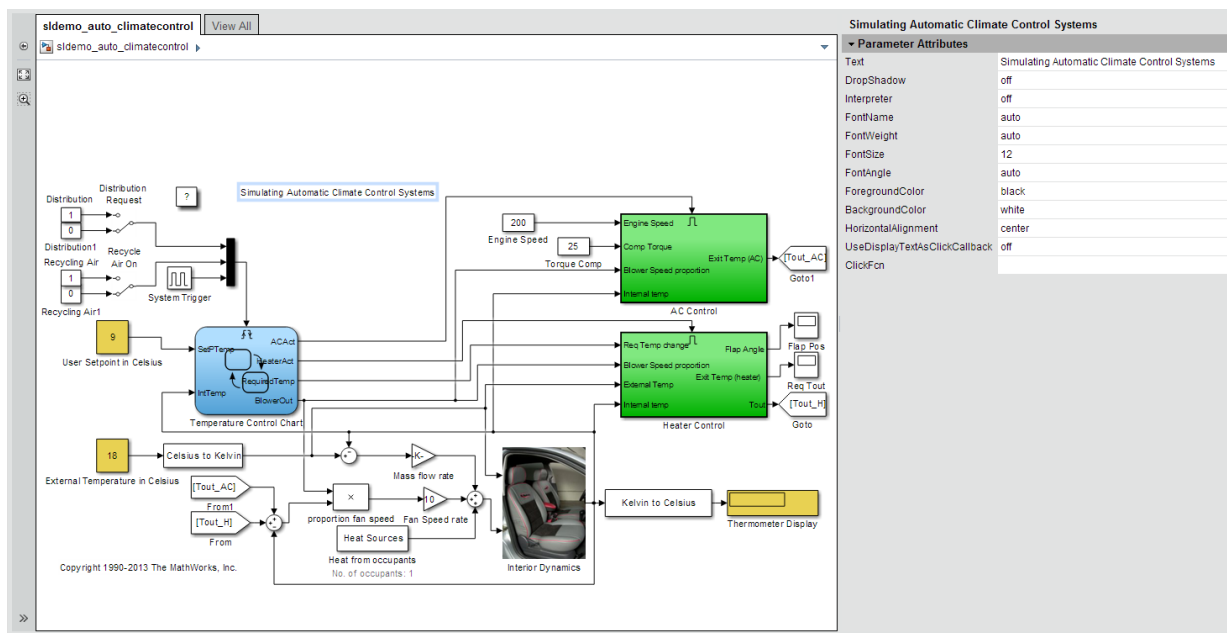 sldemo_auto_climatecontrol
View All
sldemo_auto_climatecontrol
Simulating Automatic Climate Control Systems
Distribution
Distribution
Request
1
0
Distribution1
?
Recycling Air
Recycle
Air On
1
0
Recycling Air1
System Trigger
9
User Setpoint in Celsius
SetPTemp
IntTemp
ACAct
HeaterAct
RequiredTemp
BlowerOut
Temperature Control Chart
200
Engine Speed
25
Torque Comp
Engine Speed
Comp Torque
Blower Speed proportion
Internal temp
Exit Temp (AC)
AC Control
[Tout_AC]
Goto1
Req Temp change
Blower Speed proportion
External Temp
Internal temp
Flap Angle
Exit Temp (heater)
Tout
Heater Control
Flap Pos
Req Tout
[Tout_H]
Goto
18
External Temperature in Celsius
Celsius to Kelvin
-K-
Mass flow rate
[Tout_AC]
From1
[Tout_H]
From
×
proportion fan speed
10
Fan Speed rate
Heat Sources
Heat from occupants
No. of occupants: 1
Interior Dynamics
Kelvin to Celsius
Thermometer Display
Copyright 1990-2013 The MathWorks, Inc.
Simulating Automatic Climate Control Systems
Parameter Attributes
Text Simulating Automatic Climate Control Systems
DropShadow off
Interpreter off
FontName auto
FontWeight auto
FontSize 12
FontAngle auto
ForegroundColor black
BackgroundColor white
HorizontalAlignment center
UseDisplayTextAsClickCallback off
ClickFcn